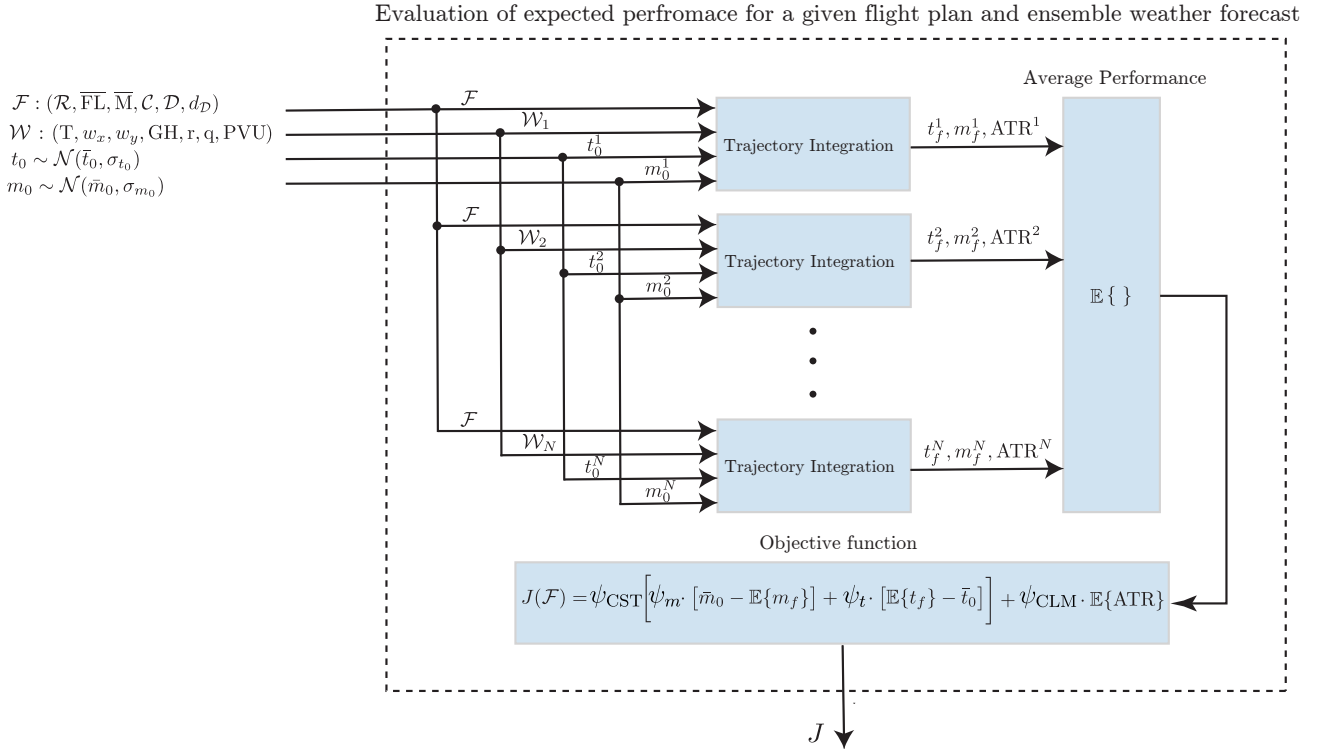 Evaluation of expected perfromace for a given flight plan and ensemble weather forecast
Average Performance
ℱ : (ℛ, F̅L̅, M̅, 𝒞, 𝒟, d_𝒟)
𝒲 : (T, w_x, w_y, GH, r, q, PVU)
t_0 ∼ 𝒩(t̄_0, σ_{t_0})
m_0 ∼ 𝒩(m̄_0, σ_{m_0})
ℱ
𝒲_1
t_0^1
m_0^1
Trajectory Integration
t_f^1, m_f^1, ATR^1
ℱ
𝒲_2
t_0^2
m_0^2
Trajectory Integration
t_f^2, m_f^2, ATR^2
𝔼{ }
ℱ
𝒲_N
t_0^N
m_0^N
Trajectory Integration
t_f^N, m_f^N, ATR^N
Objective function
J(ℱ) = ψ_CST [ψ_m · [m̄_0 − 𝔼{m_f}] + ψ_t · [𝔼{t_f} − t̄_0]] + ψ_CLM · 𝔼{ATR}
J